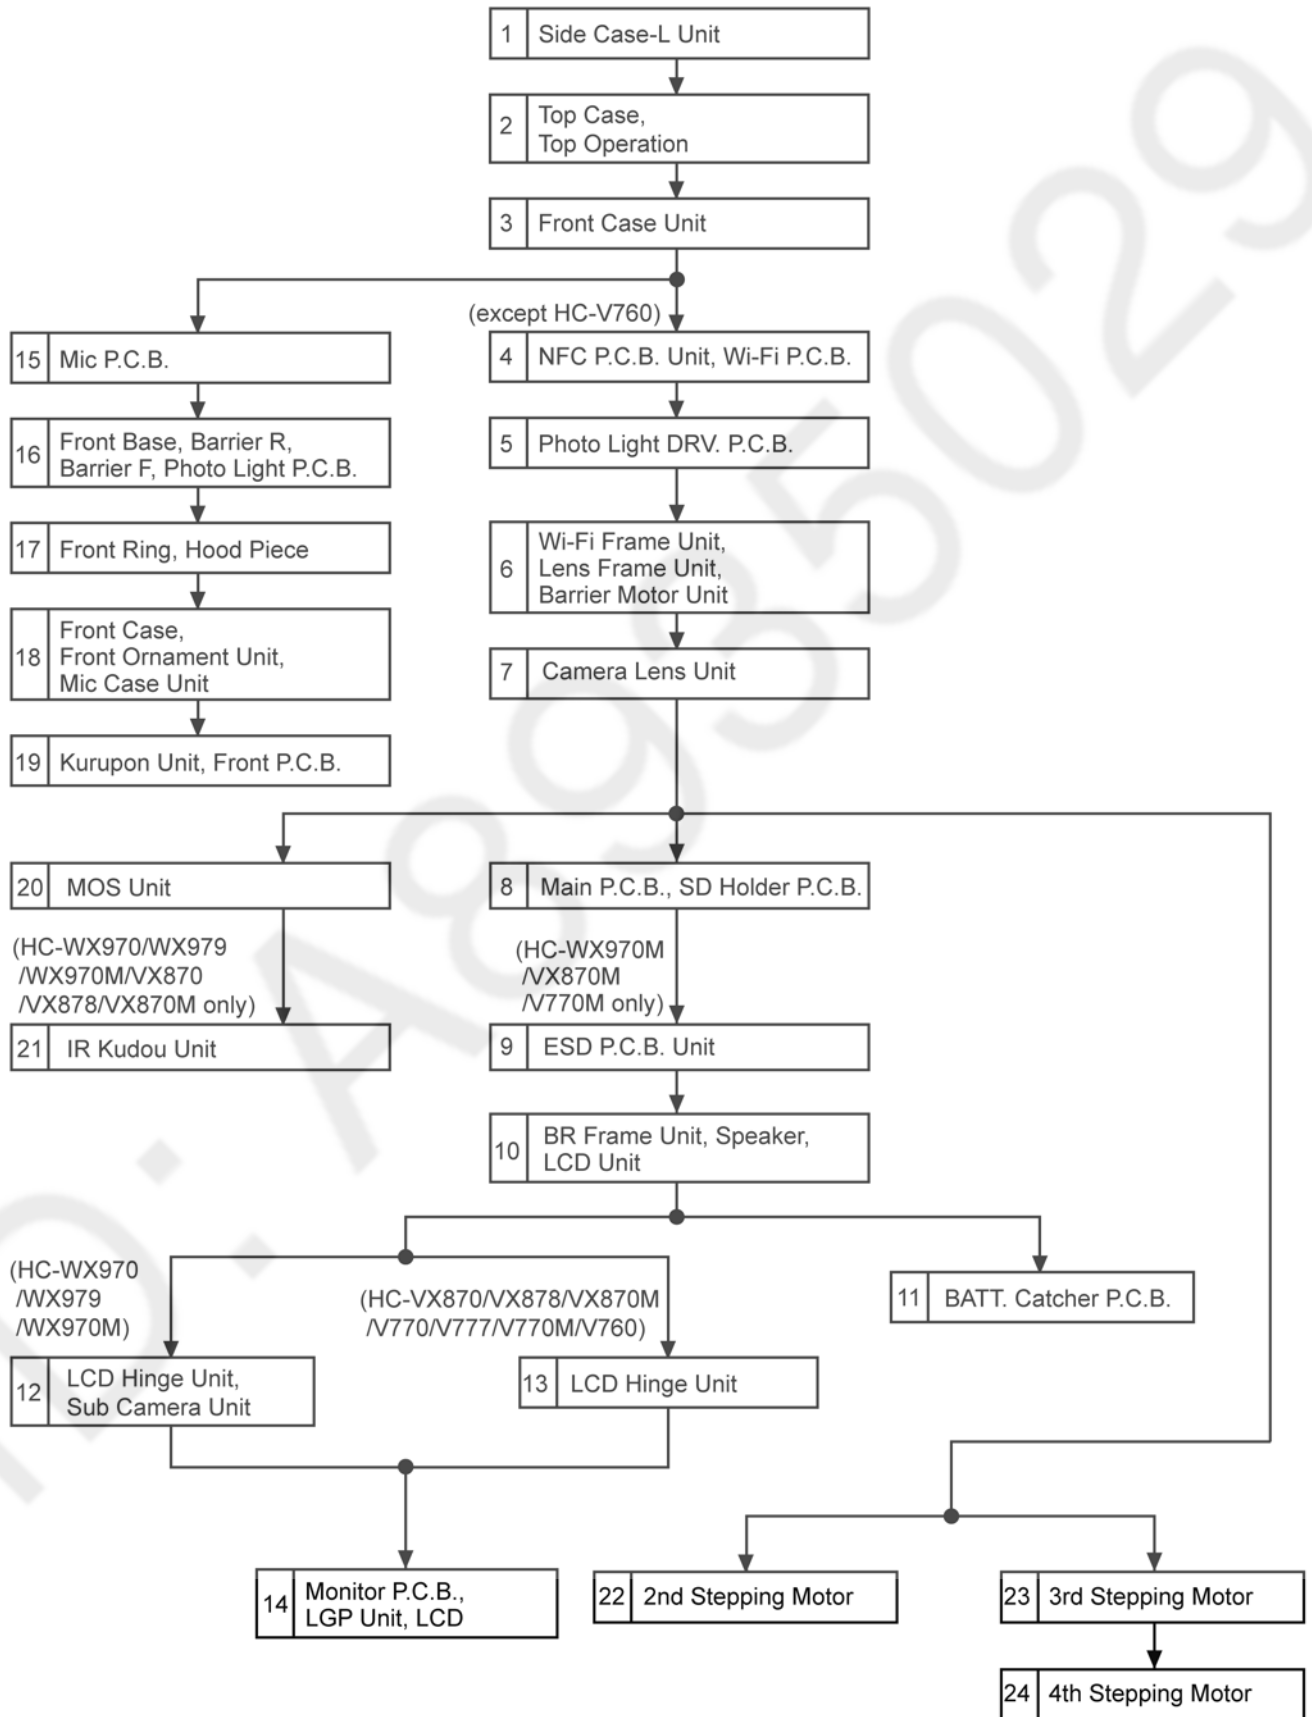 1 Side Case-L Unit
2 Top Case,
Top Operation
3 Front Case Unit
(except HC-V760)
15 Mic P.C.B.
4 NFC P.C.B. Unit, Wi-Fi P.C.B.
16 Front Base, Barrier R,
Barrier F, Photo Light P.C.B.
5 Photo Light DRV. P.C.B.
17 Front Ring, Hood Piece
6 Wi-Fi Frame Unit,
Lens Frame Unit,
Barrier Motor Unit
18 Front Case,
Front Ornament Unit,
Mic Case Unit
7 Camera Lens Unit
19 Kurupon Unit, Front P.C.B.
20 MOS Unit
8 Main P.C.B., SD Holder P.C.B.
(HC-WX970/WX979
/WX970M/VX870
/VX878/VX870M only)
(HC-WX970M
/VX870M
/V770M only)
21 IR Kudou Unit
9 ESD P.C.B. Unit
10 BR Frame Unit, Speaker,
LCD Unit
(HC-WX970
/WX979
/WX970M)
(HC-VX870/VX878/VX870M
/V770/V777/V770M/V760)
11 BATT. Catcher P.C.B.
12 LCD Hinge Unit,
Sub Camera Unit
13 LCD Hinge Unit
14 Monitor P.C.B.,
LGP Unit, LCD
22 2nd Stepping Motor
23 3rd Stepping Motor
24 4th Stepping Motor
ID: A8935029